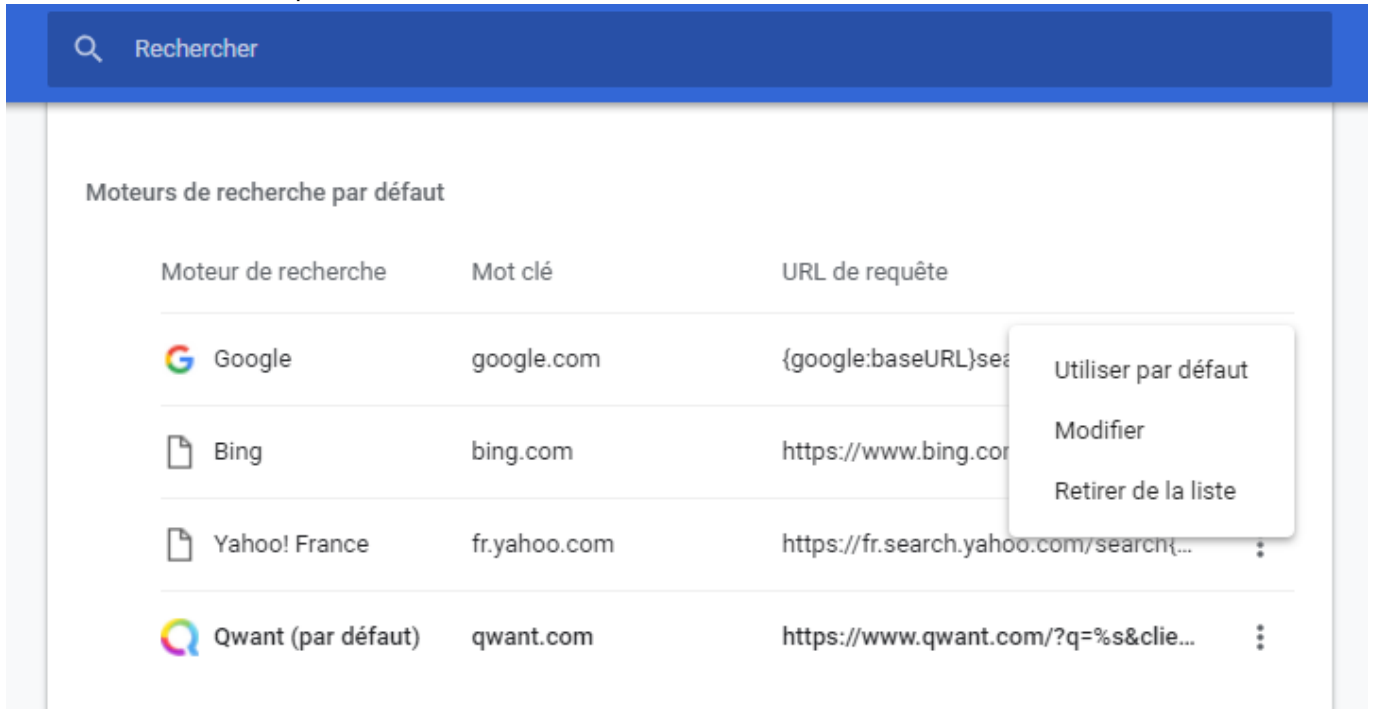 Rechercher
Moteurs de recherche par défaut
Moteur de recherche Mot clé URL de requête
Google google.com {google:baseURL}sea
Utiliser par défaut
Modifier
Bing bing.com https://www.bing.cor
Retirer de la liste
Yahoo! France fr.yahoo.com https://fr.search.yahoo.com/search{...
Qwant (par défaut) qwant.com https://www.qwant.com/?q=%s&clie...